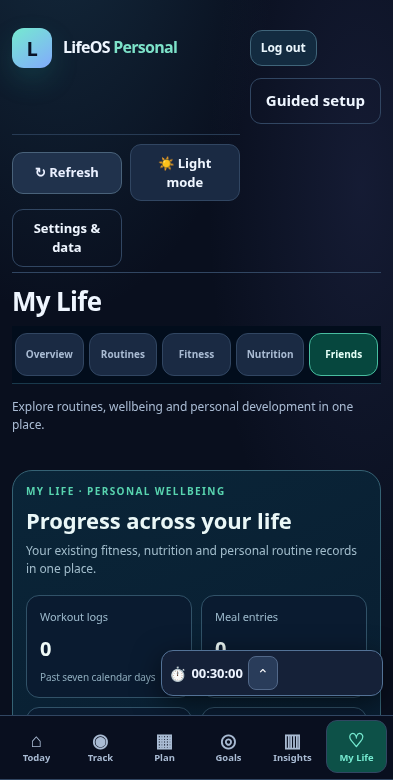 L LifeOS Personal
Log out
Guided setup
↻ Refresh
☀️ Light
mode
Settings &
data
My Life
Overview Routines Fitness Nutrition Friends
Explore routines, wellbeing and personal development in one
place.
MY LIFE · PERSONAL WELLBEING
Progress across your life
Your existing fitness, nutrition and personal routine records
in one place.
Workout logs
0
Past seven calendar days
Meal entries
⏱️ 00:30:00
Today Track Plan Goals Insights My Life